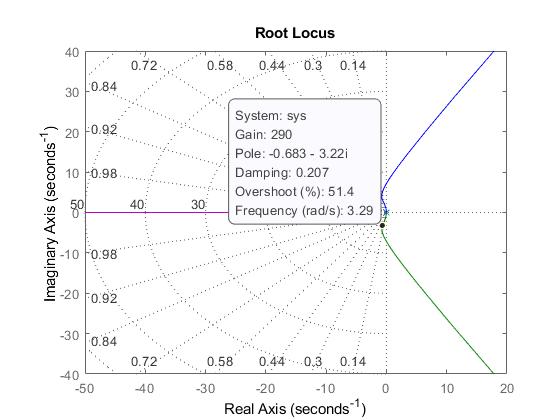 Root Locus
40
0.72
0.58
0.44
0.3
0.14
0.84
30
0.92
20
0.98
10
50
40
30
0
0.98
-10
0.92
-20
-30
0.84
0.72
0.58
0.44
0.3
0.14
-40
System: sys
Gain: 290
Pole: -0.683 - 3.22i
Damping: 0.207
Overshoot (%): 51.4
Frequency (rad/s): 3.29
-50 -40 -30 -20 -10 0 10 20
Real Axis (seconds⁻¹)
Imaginary Axis (seconds⁻¹)